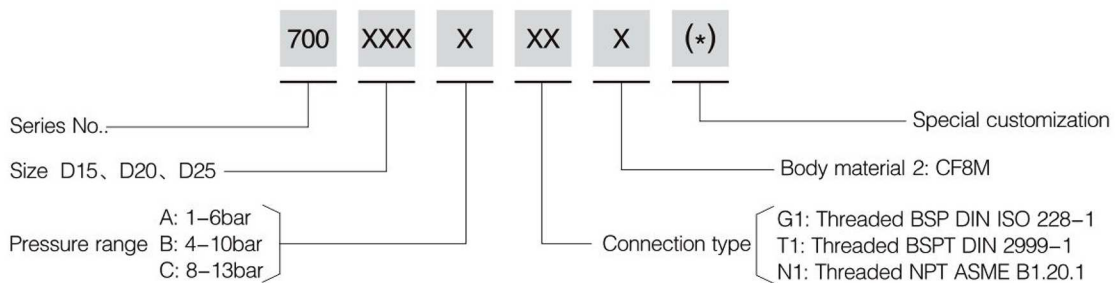 700 XXX X XX X (*)
Series No..
Special customization
Size D15、D20、D25
Body material 2: CF8M
Pressure range
A: 1-6bar
B: 4-10bar
C: 8-13bar
Connection type
G1: Threaded BSP DIN ISO 228-1
T1: Threaded BSPT DIN 2999-1
N1: Threaded NPT ASME B1.20.1